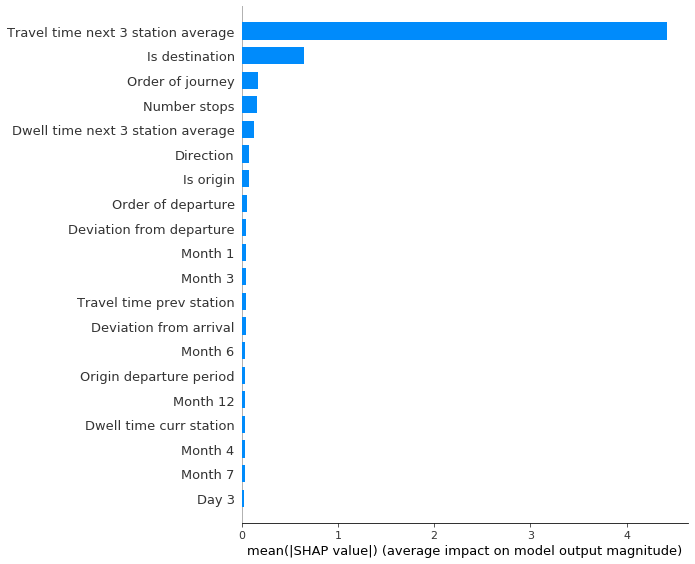 Travel time next 3 station average
Is destination
Order of journey
Number stops
Dwell time next 3 station average
Direction
Is origin
Order of departure
Deviation from departure
Month 1
Month 3
Travel time prev station
Deviation from arrival
Month 6
Origin departure period
Month 12
Dwell time curr station
Month 4
Month 7
Day 3
0 1 2 3 4
mean(|SHAP value|) (average impact on model output magnitude)